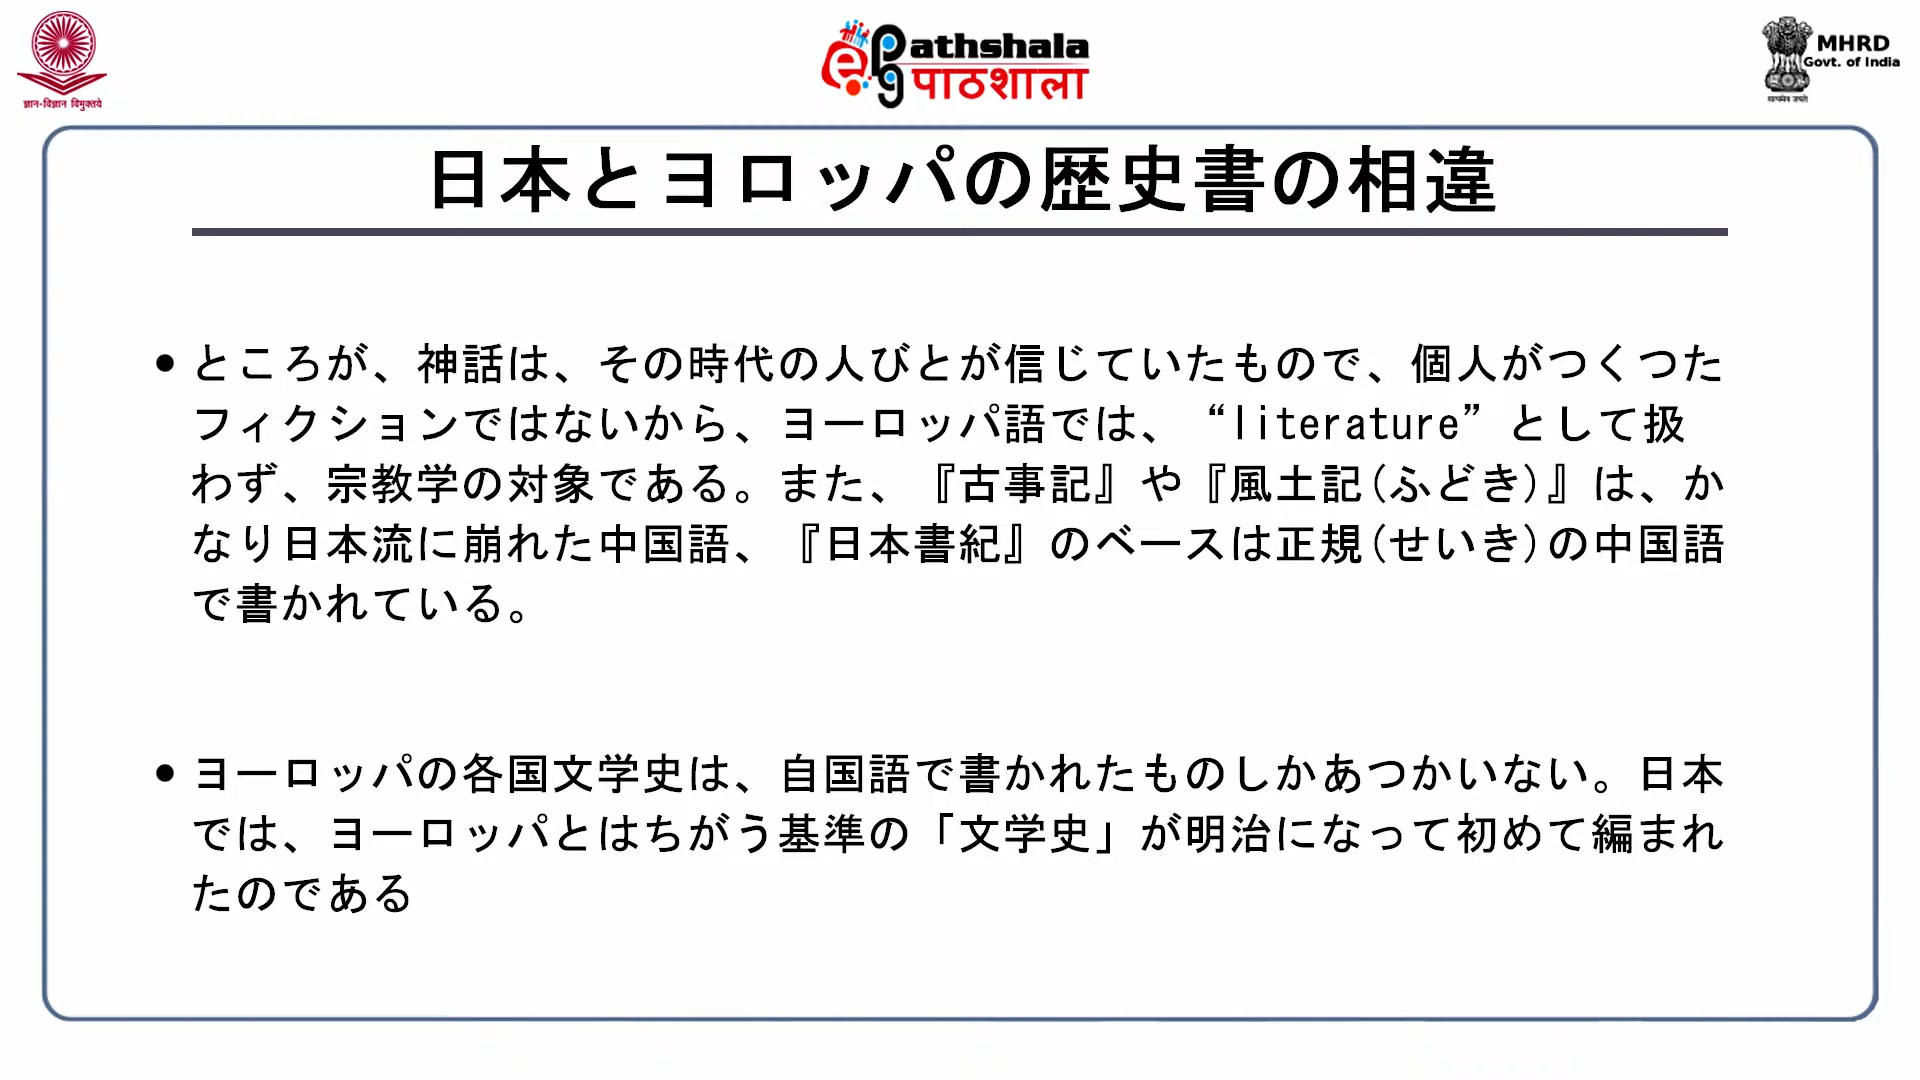 ज्ञान-विज्ञान विमुक्तये
ePG Pathshala
पाठशाला
MHRD
Govt. of India
सत्यमेव जयते
日本とヨロッパの歴史書の相違
ところが、神話は、その時代の人びとが信じていたもので、個人がつくつた
フィクションではないから、ヨーロッパ語では、“literature”として扱
わず、宗教学の対象である。また、『古事記』や『風土記(ふどき)』は、か
なり日本流に崩れた中国語、『日本書紀』のベースは正規(せいき)の中国語
で書かれている。
ヨーロッパの各国文学史は、自国語で書かれたものしかあつかいない。日本
では、ヨーロッパとはちがう基準の「文学史」が明治になって初めて編まれ
たのである